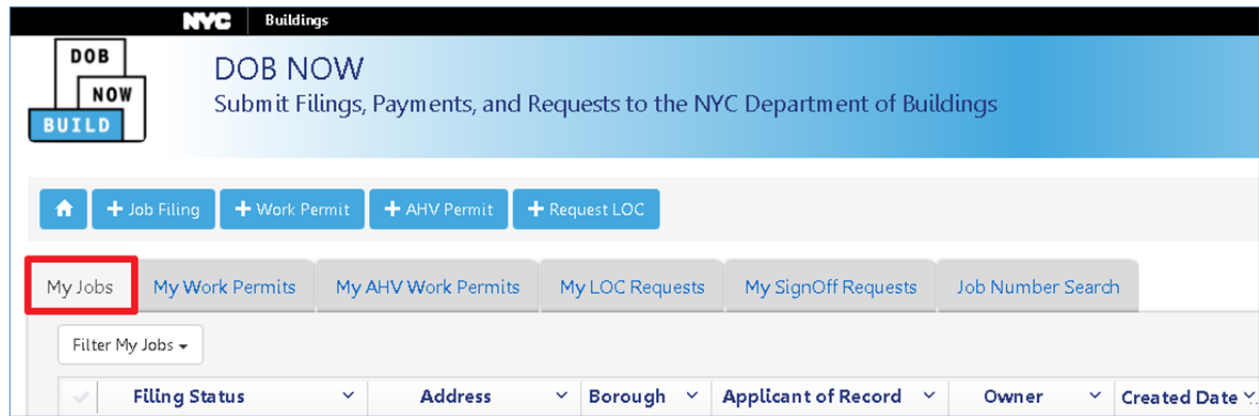 NYC Buildings
DOB
NOW
BUILD
DOB NOW
Submit Filings, Payments, and Requests to the NYC Department of Buildings
+ Job Filing + Work Permit + AHV Permit + Request LOC
My Jobs My Work Permits My AHV Work Permits My LOC Requests My SignOff Requests Job Number Search
Filter My Jobs
Filing Status Address Borough Applicant of Record Owner Created Date